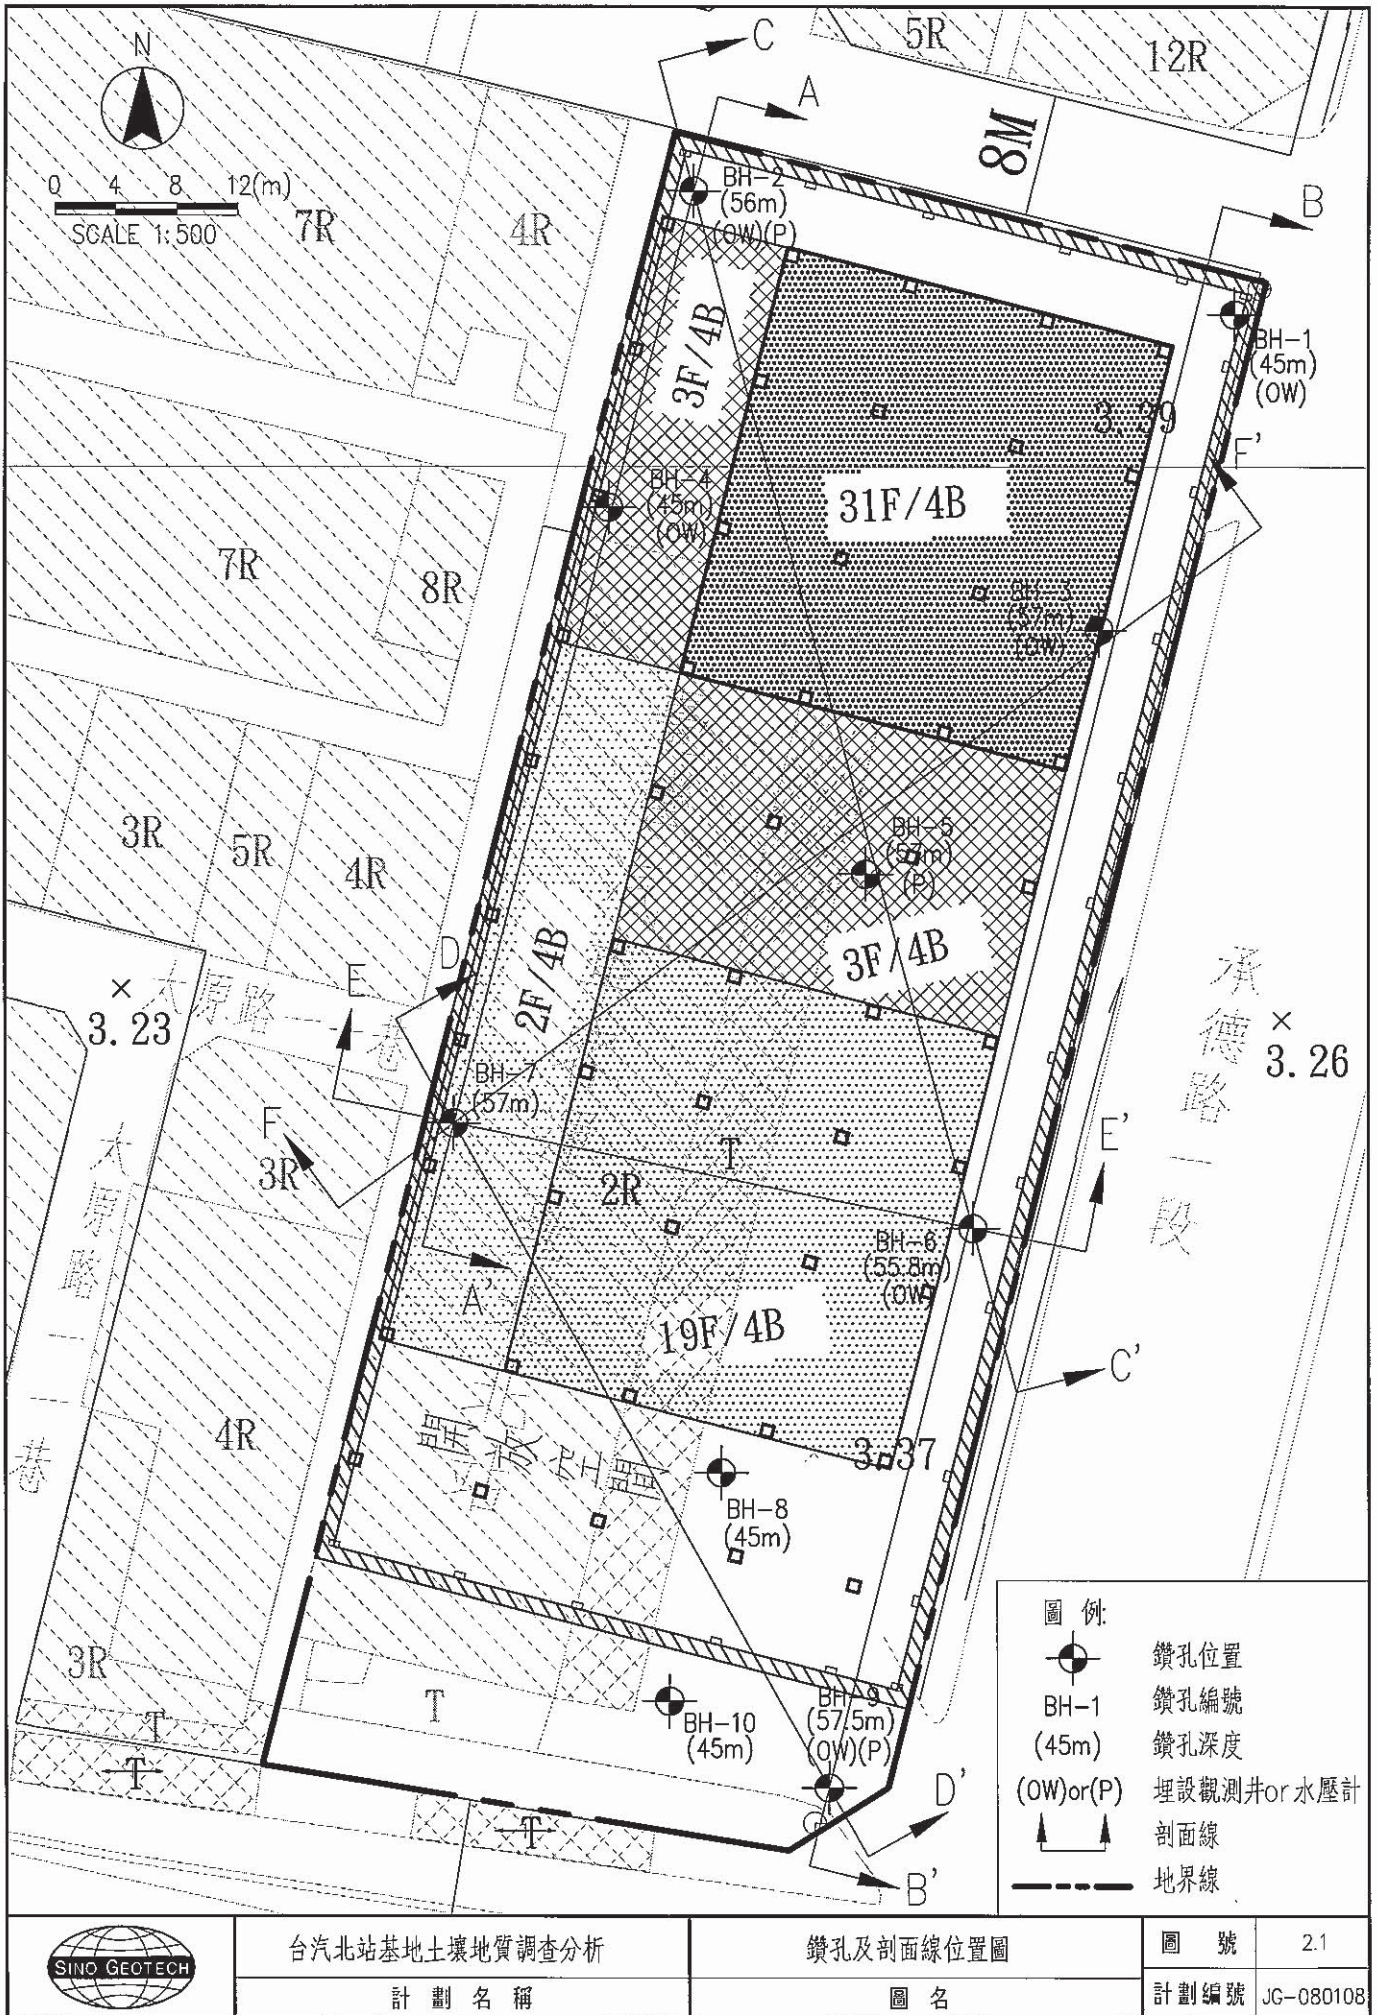 N
0 4 8 12(m)
SCALE 1:500
C
A
5R
12R
8M
B
7R
4R
BH-2
(56m)
(OW)(P)
3F/4B
BH-1
(45m)
(OW)
3.39
F'
BH-4
(45m)
(OW)
31F/4B
7R
8R
BH-3
(57m)
(OW)
3R
5R
4R
BH-5
(53m)
(P)
2F/4B
3F/4B
D
E
3.23
太原路一巷
承德路一段
3.26
BH-7
(57m)
F
3R
太原路
一巷
T
2R
E'
BH-6
(55.8m)
(OW)
A'
19F/4B
C'
4R
開放空間
3.37
BH-8
(45m)
3R
T
T
T
BH-10
(45m)
BH-9
(57.5m)
(OW)(P)
T
D'
B'
圖 例:
鑽孔位置
BH-1 鑽孔編號
(45m) 鑽孔深度
(OW)or(P) 埋設觀測井or水壓計
剖面線
地界線
SINO GEOTECH
台汽北站基地土壤地質調查分析
計 劃 名 稱
鑽孔及剖面線位置圖
圖 名
圖 號 2.1
計劃編號 JG-080108